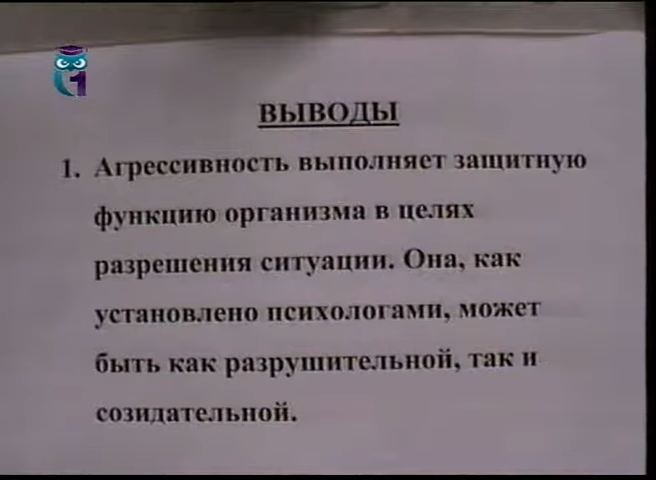 1
ВЫВОДЫ
1. Агрессивность выполняет защитную
функцию организма в целях
разрешения ситуации. Она, как
установлено психологами, может
быть как разрушительной, так и
созидательной.